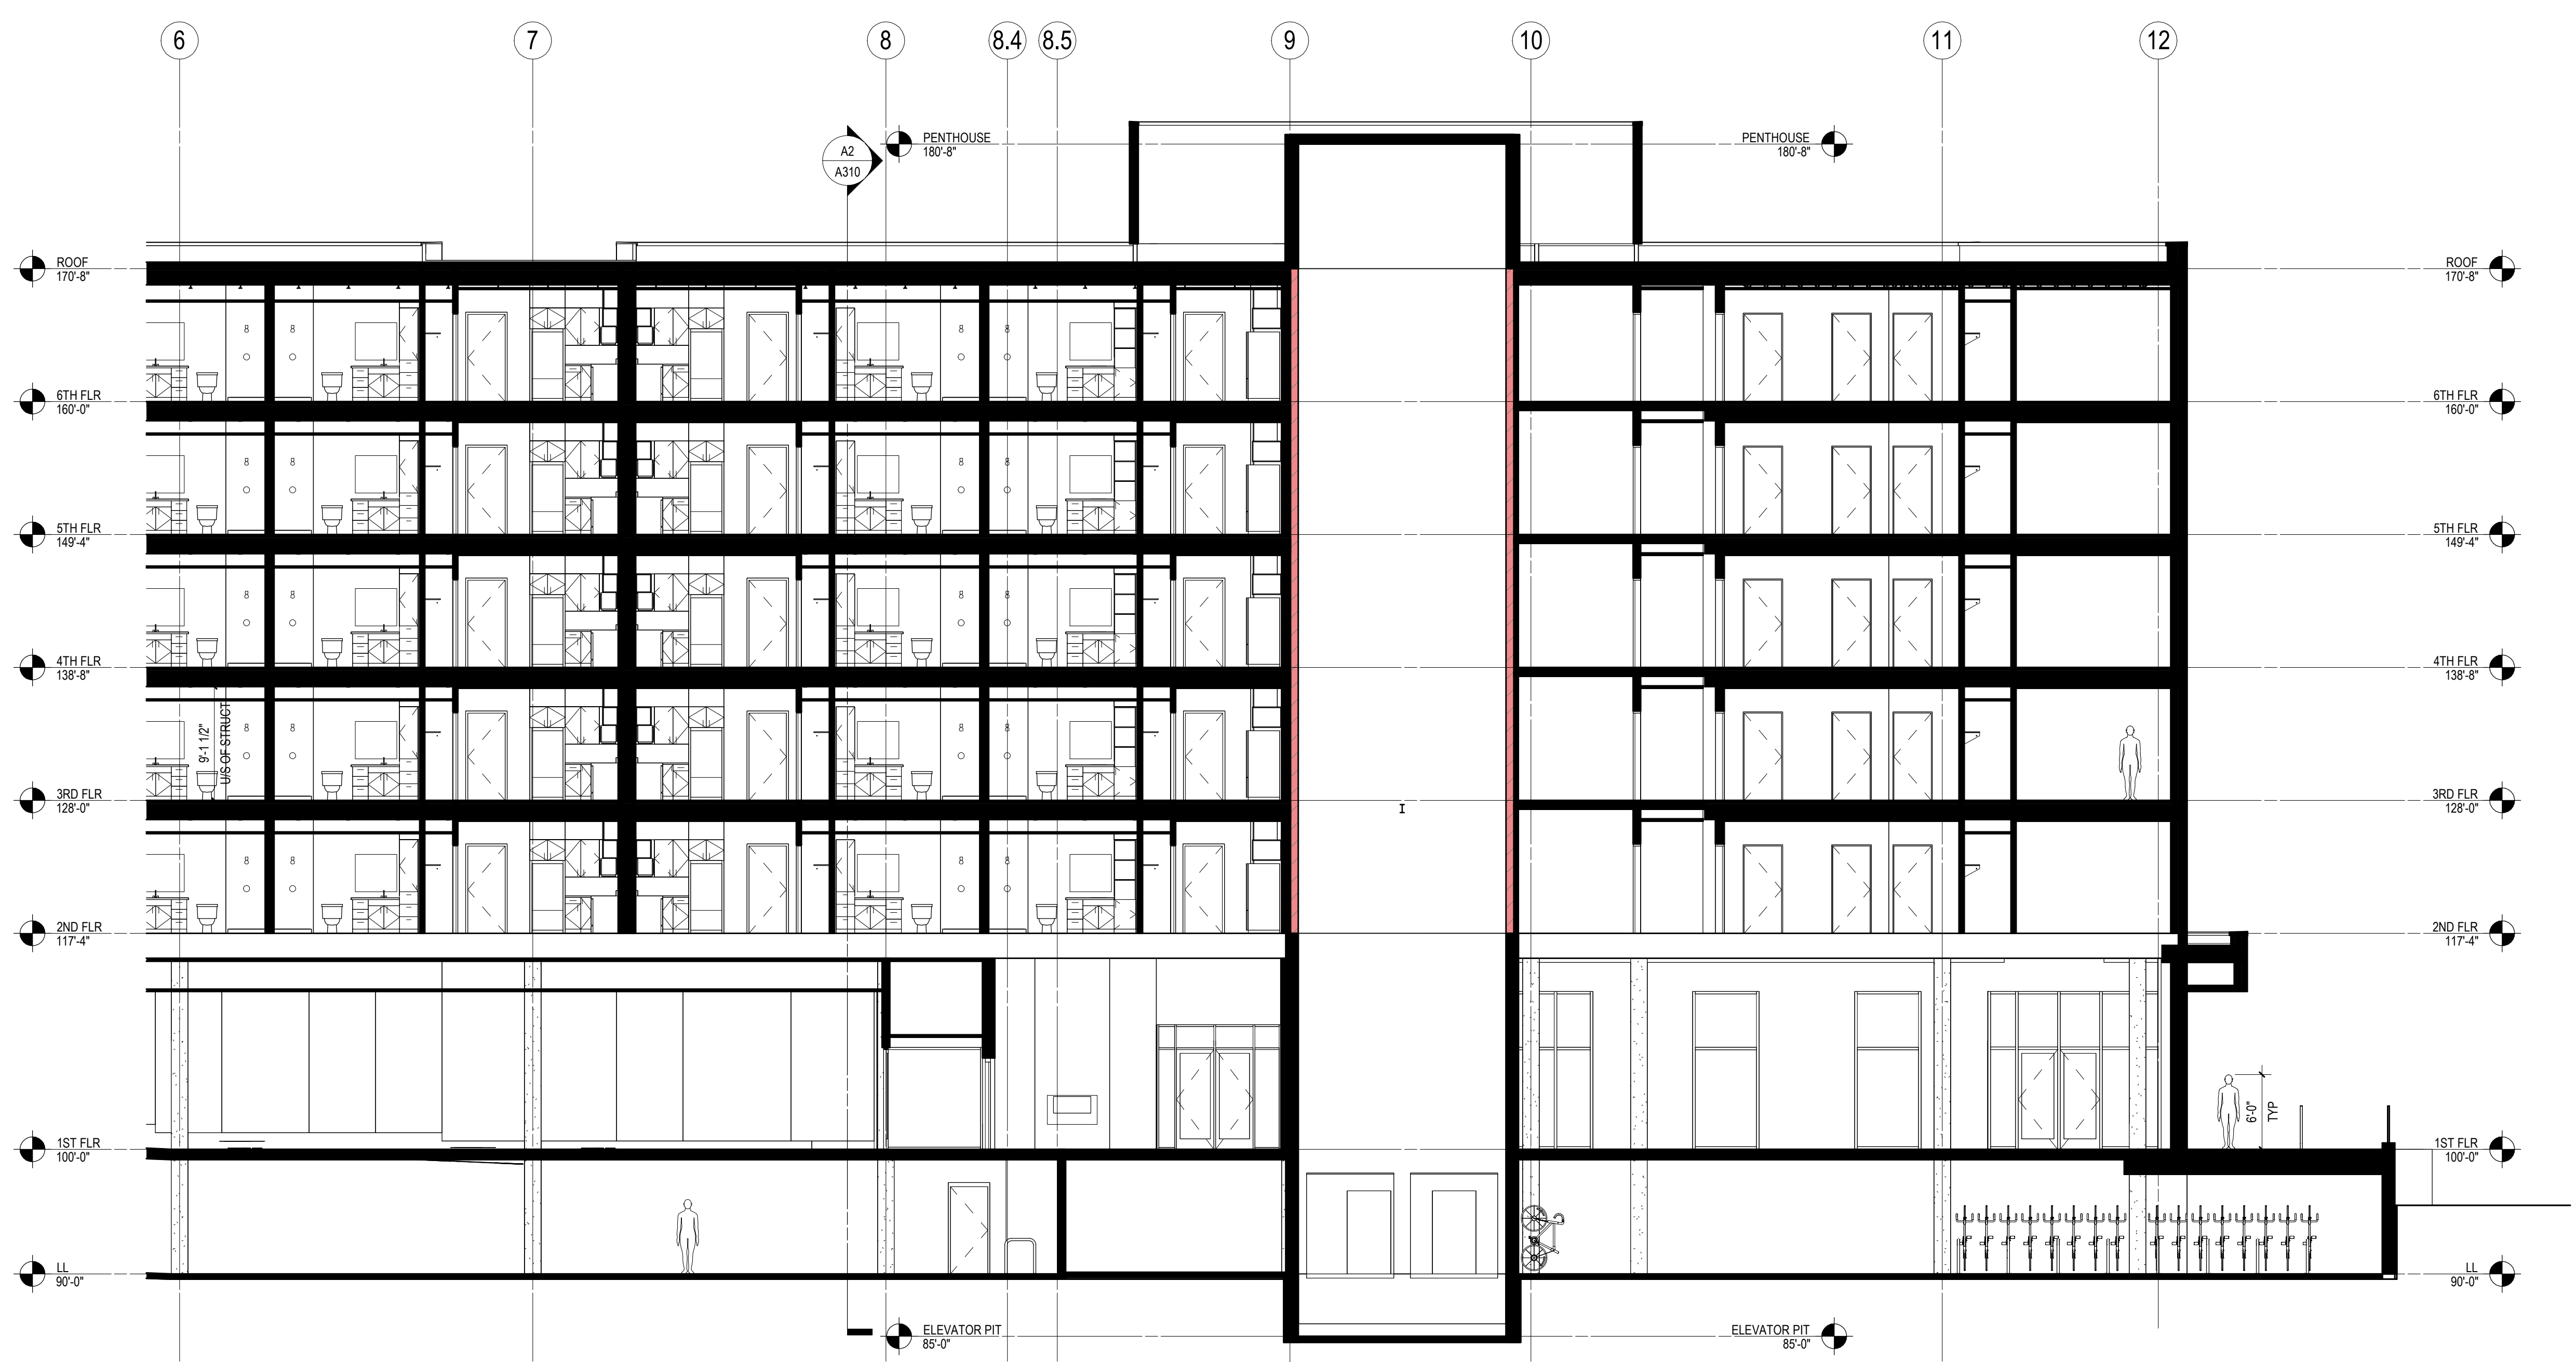 6
7
8
8.4
8.5
9
10
11
12
A2
A310
PENTHOUSE
180'-8"
PENTHOUSE
180'-8"
ROOF
170'-8"
ROOF
170'-8"
6TH FLR
160'-0"
6TH FLR
160'-0"
5TH FLR
149'-4"
5TH FLR
149'-4"
4TH FLR
138'-8"
4TH FLR
138'-8"
9'-1 1/2"
U/S OF STRUCT
3RD FLR
128'-0"
3RD FLR
128'-0"
2ND FLR
117'-4"
2ND FLR
117'-4"
6'-0"
TYP
1ST FLR
100'-0"
1ST FLR
100'-0"
LL
90'-0"
LL
90'-0"
ELEVATOR PIT
85'-0"
ELEVATOR PIT
85'-0"